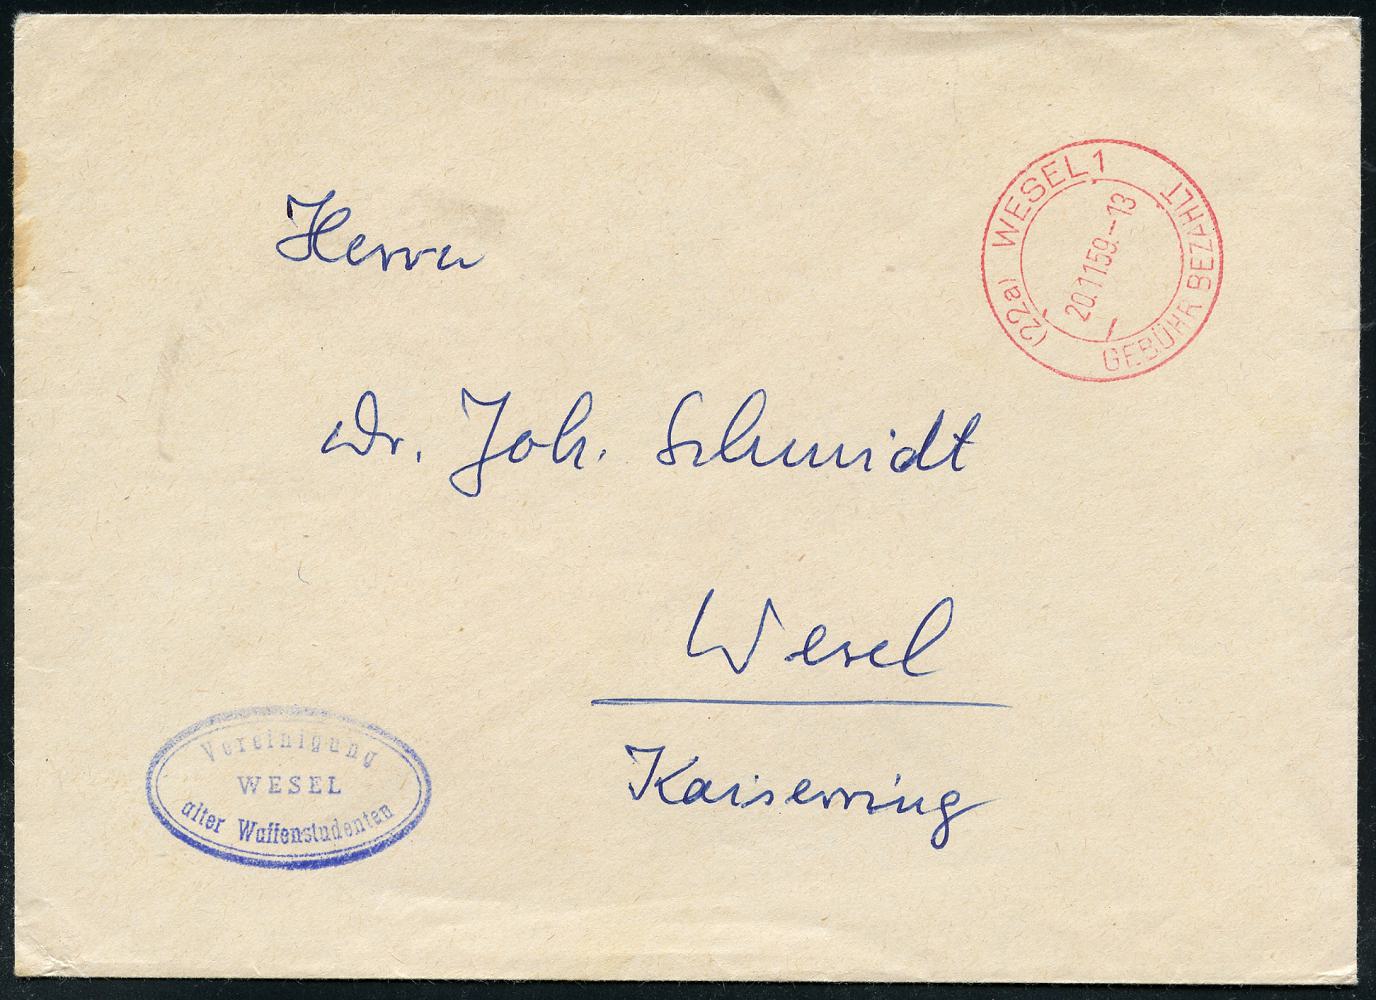 Herrn
(22a) WESEL 1
GEBÜHR BEZAHLT
20.11.59.–13
Dr. Joh. Schmidt
Wesel
Kaiserring
Vereinigung
WESEL
alter Waffenstudenten